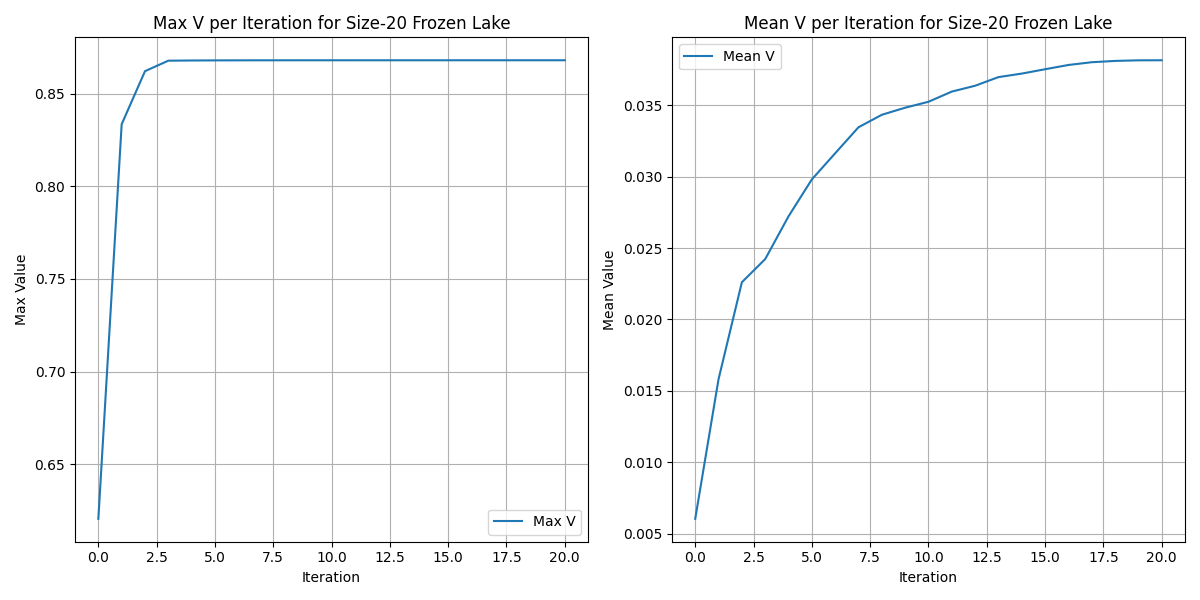 Max V per Iteration for Size-20 Frozen Lake
Max Value
0.85
0.80
0.75
0.70
0.65
0.0 2.5 5.0 7.5 10.0 12.5 15.0 17.5 20.0
Iteration
Max V
Mean V per Iteration for Size-20 Frozen Lake
Mean V
Mean Value
0.035
0.030
0.025
0.020
0.015
0.010
0.005
0.0 2.5 5.0 7.5 10.0 12.5 15.0 17.5 20.0
Iteration